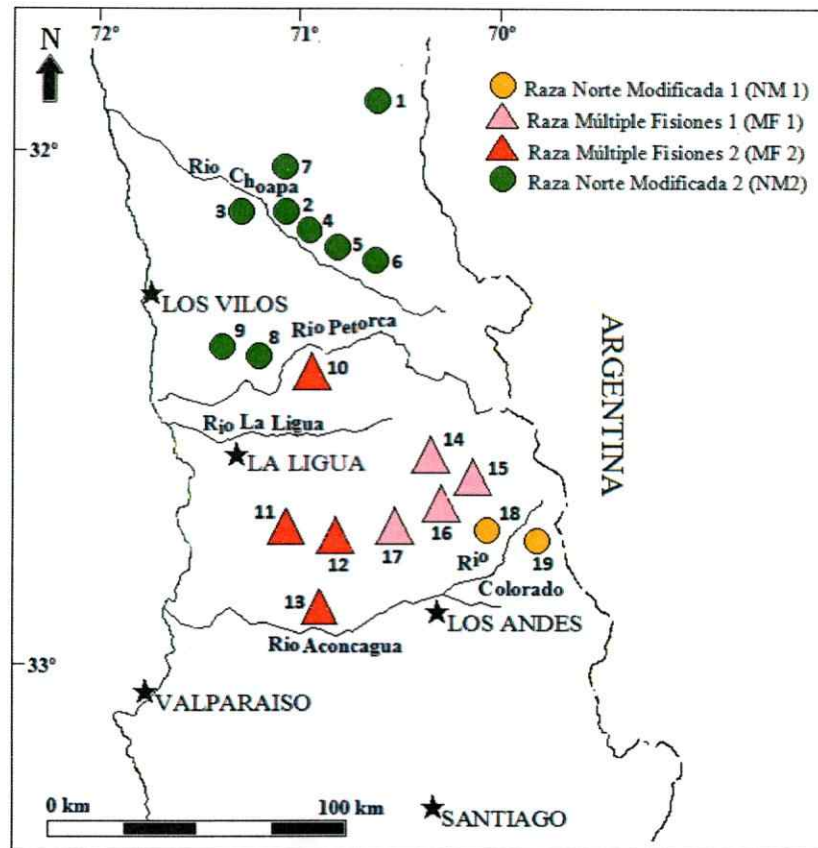 72° 71° 70°
N
1
Raza Norte Modificada 1 (NM 1)
Raza Múltiple Fisiones 1 (MF 1)
Raza Múltiple Fisiones 2 (MF 2)
Raza Norte Modificada 2 (NM2)
32°
7
Rio Choapa
3
2
4
5
6
LOS VILOS
9
8
Rio Petorca
10
ARGENTINA
Rio La Ligua
LA LIGUA
14
15
11
12
16
17
18
19
Rio Colorado
13
LOS ANDES
Rio Aconcagua
33°
VALPARAISO
0 km 100 km
SANTIAGO